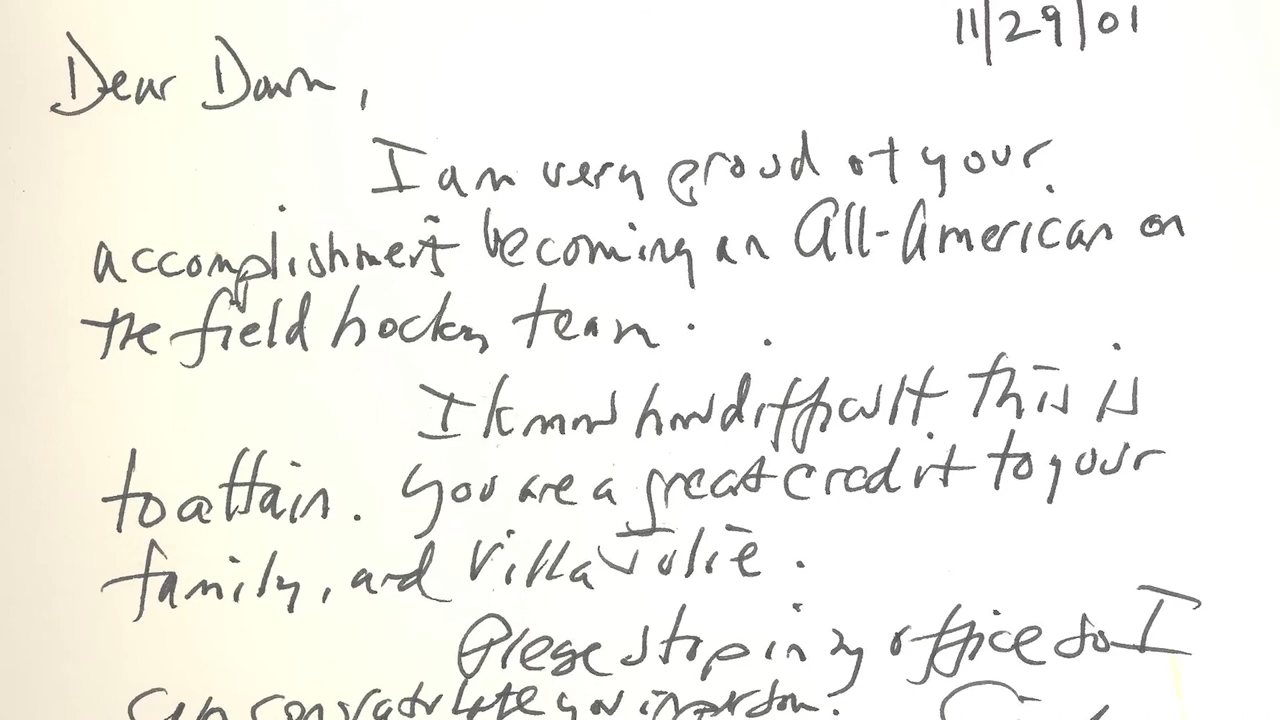 11/29/01
Dear Dawn,
I am very proud of your
accomplishment becoming an All-American on
the field hockey team.
I know how difficult this is
to attain. You are a great credit to your
family, and Villa Julie.
Please stop in my office so I
can congratulate you in person.